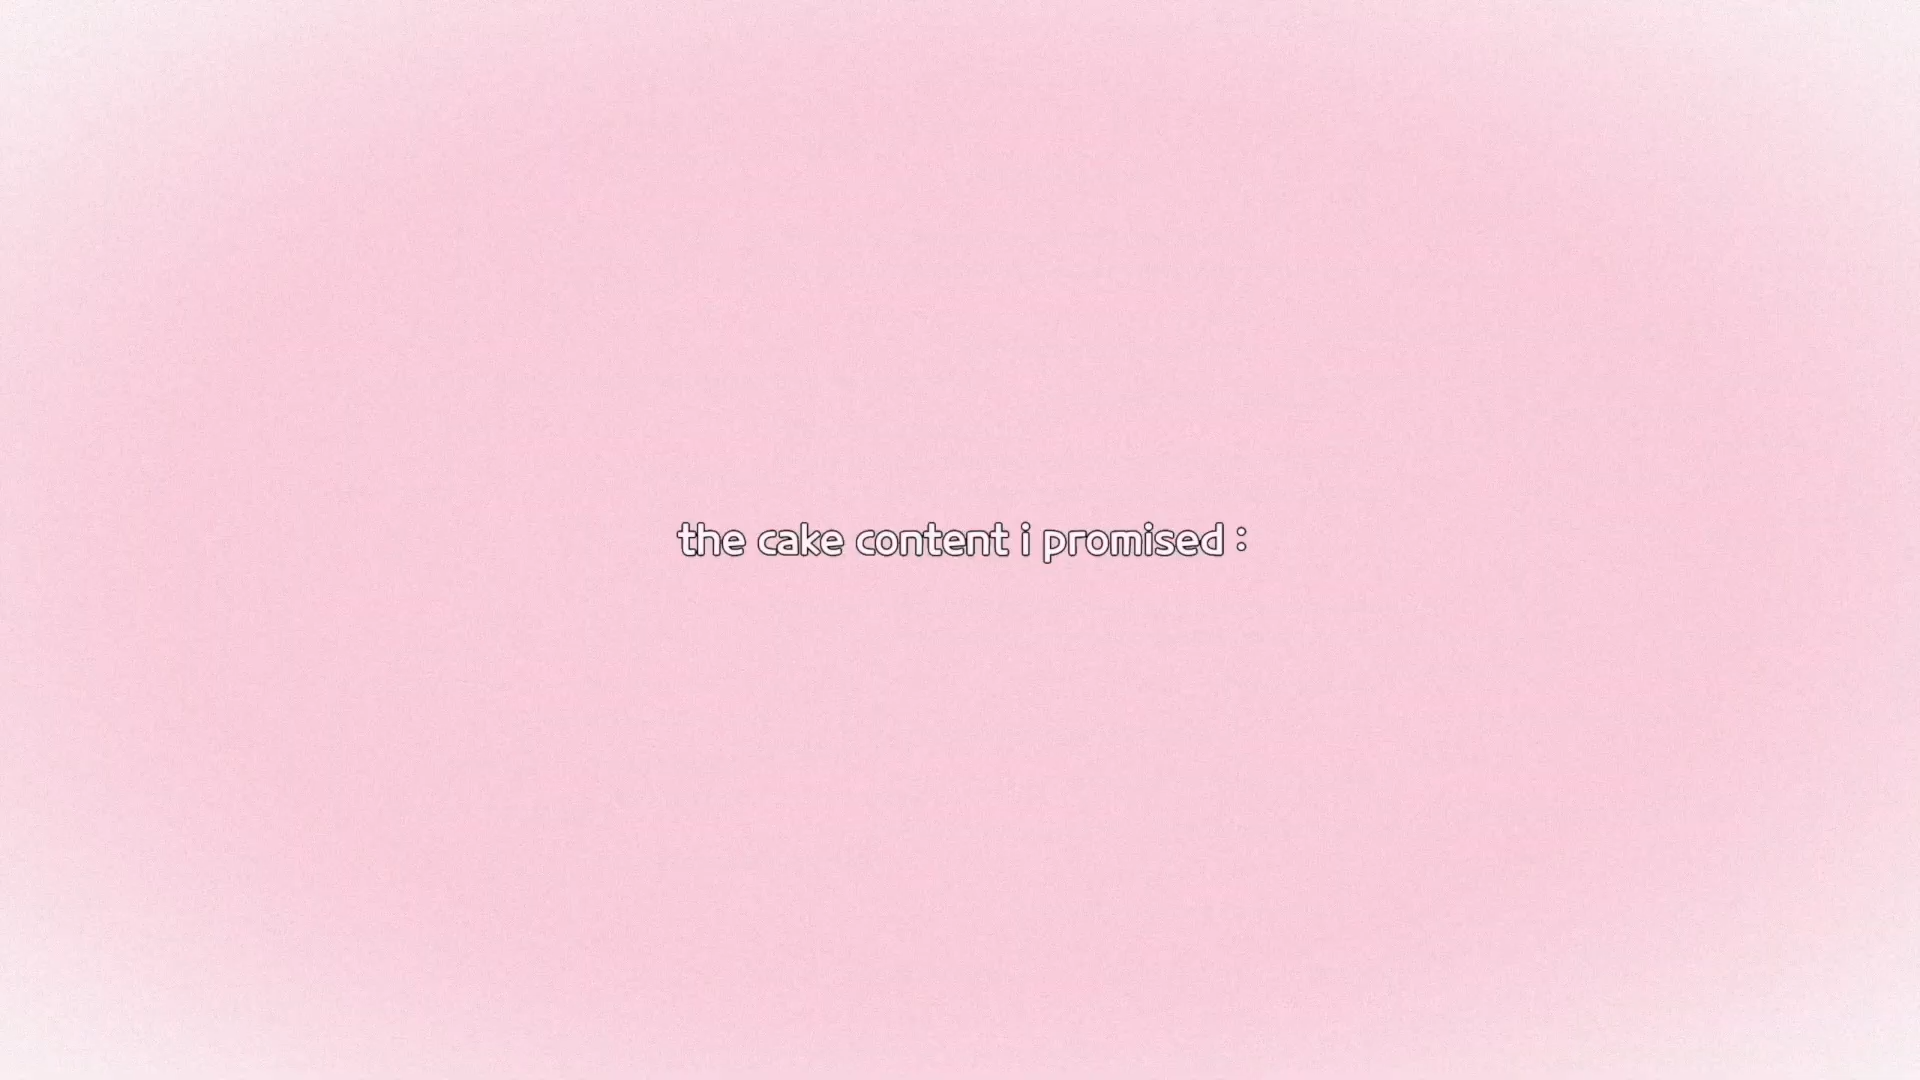 the cake content i promised :